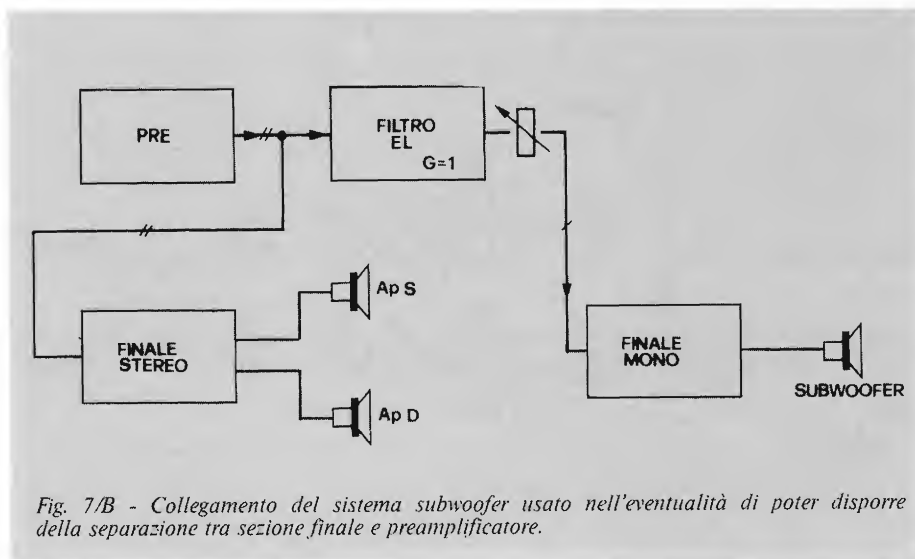 PRE
FILTRO
EL
G=1
Ap S
FINALE
STEREO
Ap D
FINALE
MONO
SUBWOOFER
Fig. 7/B - Collegamento del sistema subwoofer usato nell'eventualità di poter disporre
della separazione tra sezione finale e preamplificatore.